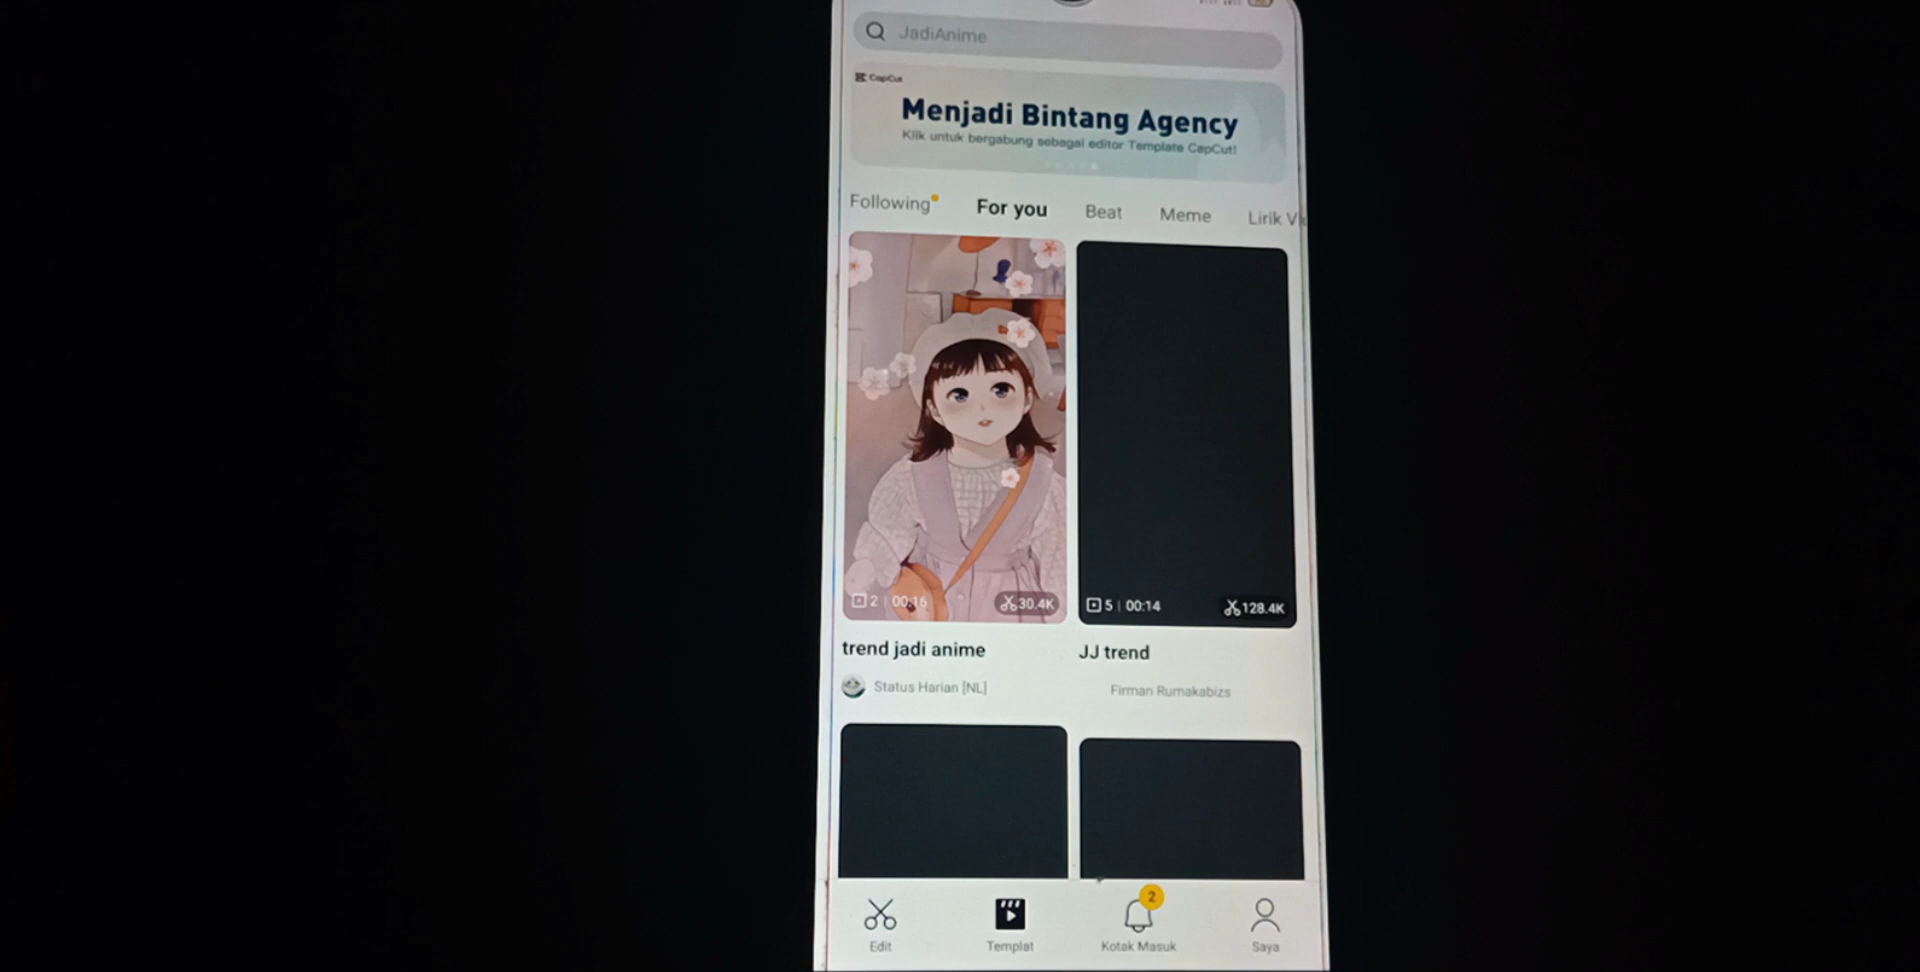 JadiAnime
CapCut
Menjadi Bintang Agency
Klik untuk bergabung sebagai editor Template CapCut!
Following For you Beat Meme Lirik
2 | 00:16 30.4K
5 | 00:14 128.4K
trend jadi anime
JJ trend
Status Harian [NL]
Firman Rumakabizs
2
Edit Templat Kotak Masuk Saya